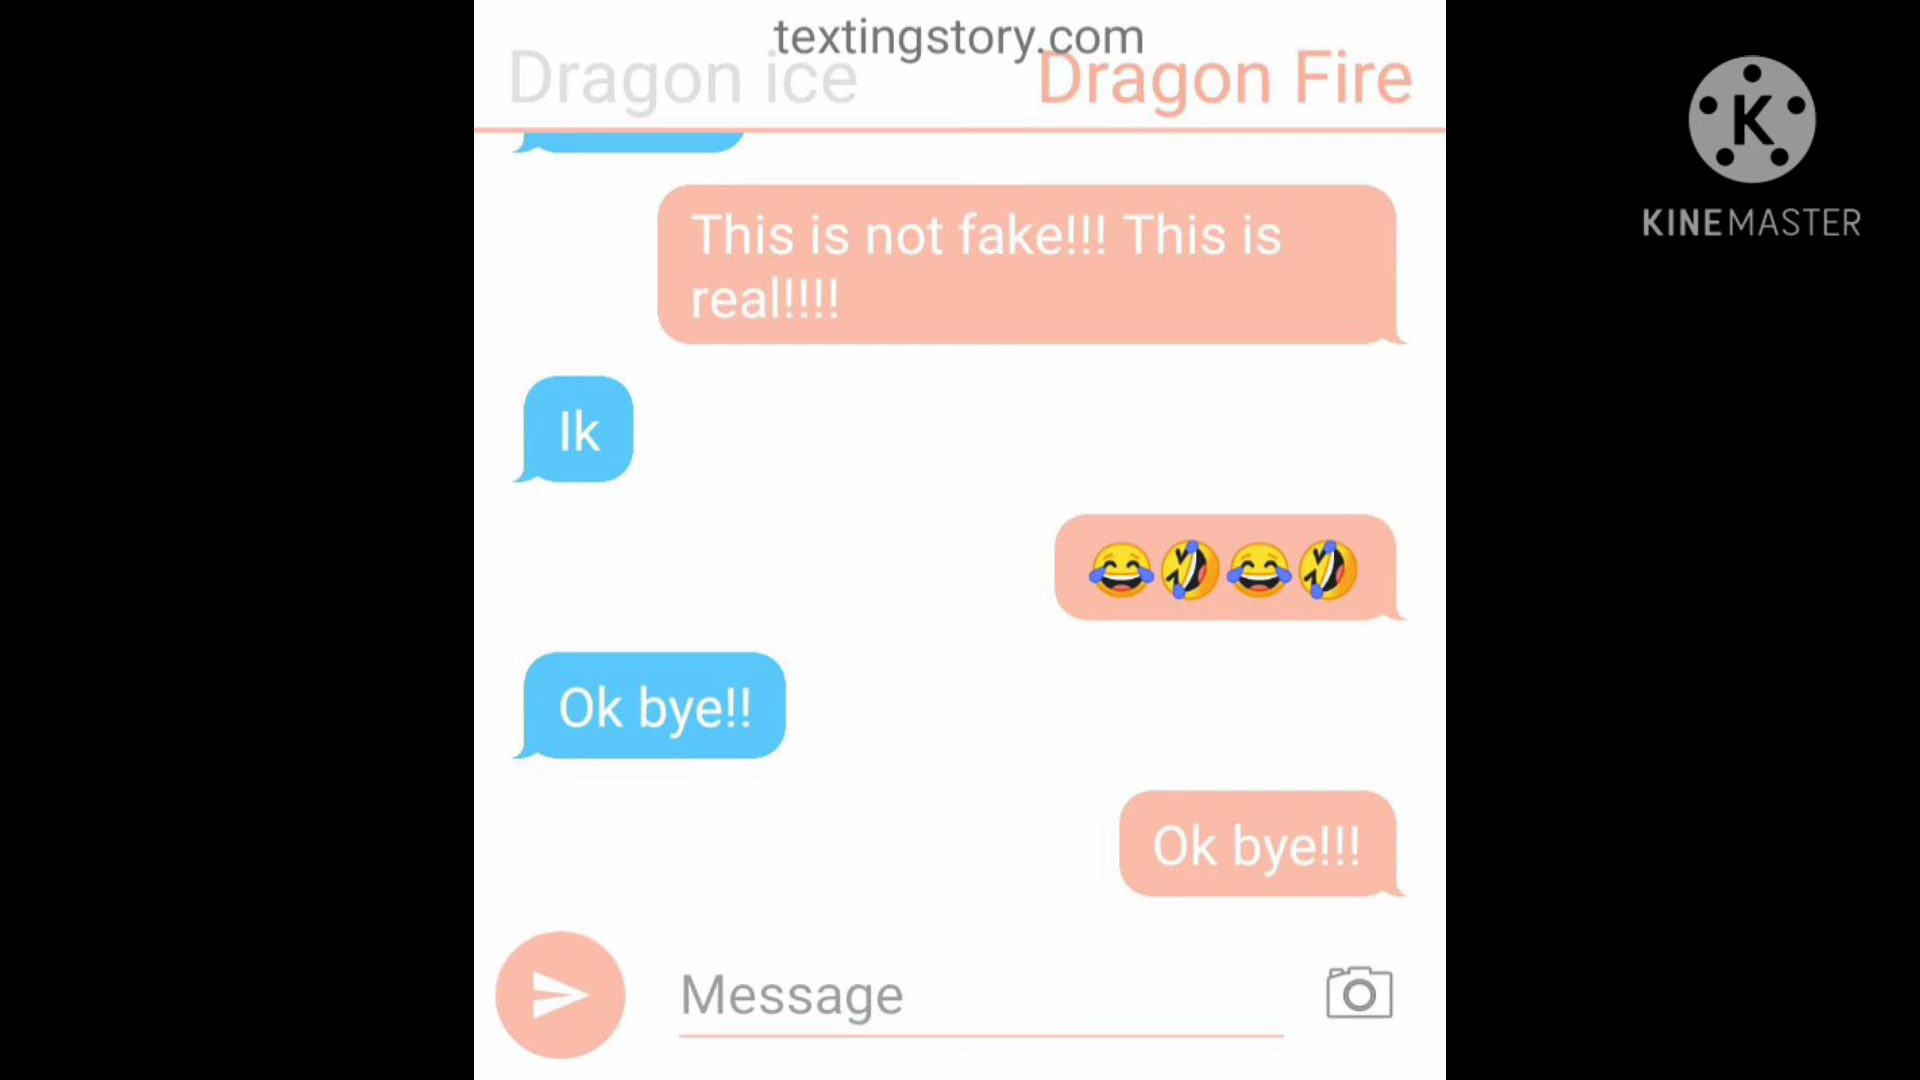 textingstory.com
Dragon ice
Dragon Fire
This is not fake!!! This is
real!!!!
Ik
😂🤣😂🤣
Ok bye!!
Ok bye!!!
Message
K
KINEMASTER